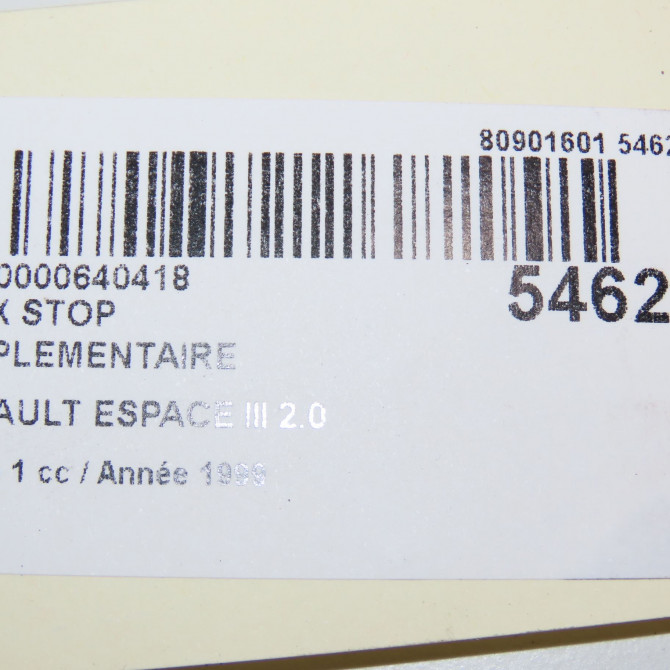 80901601 5462
0000640418
5462
X STOP
PLEMENTAIRE
AULT ESPACE III 2.0
1 cc / Année